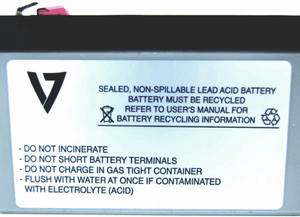 SEALED, NON-SPILLABLE LEAD ACID BATTERY
BATTERY MUST BE RECYCLED
REFER TO USER'S MANUAL FOR
BATTERY RECYCLING INFORMATION
V7
- DO NOT INCINERATE
- DO NOT SHORT BATTERY TERMINALS
- DO NOT CHARGE IN GAS TIGHT CONTAINER
- FLUSH WITH WATER AT ONCE IF CONTACTED
WITH ELECTROLYTE (ACID)